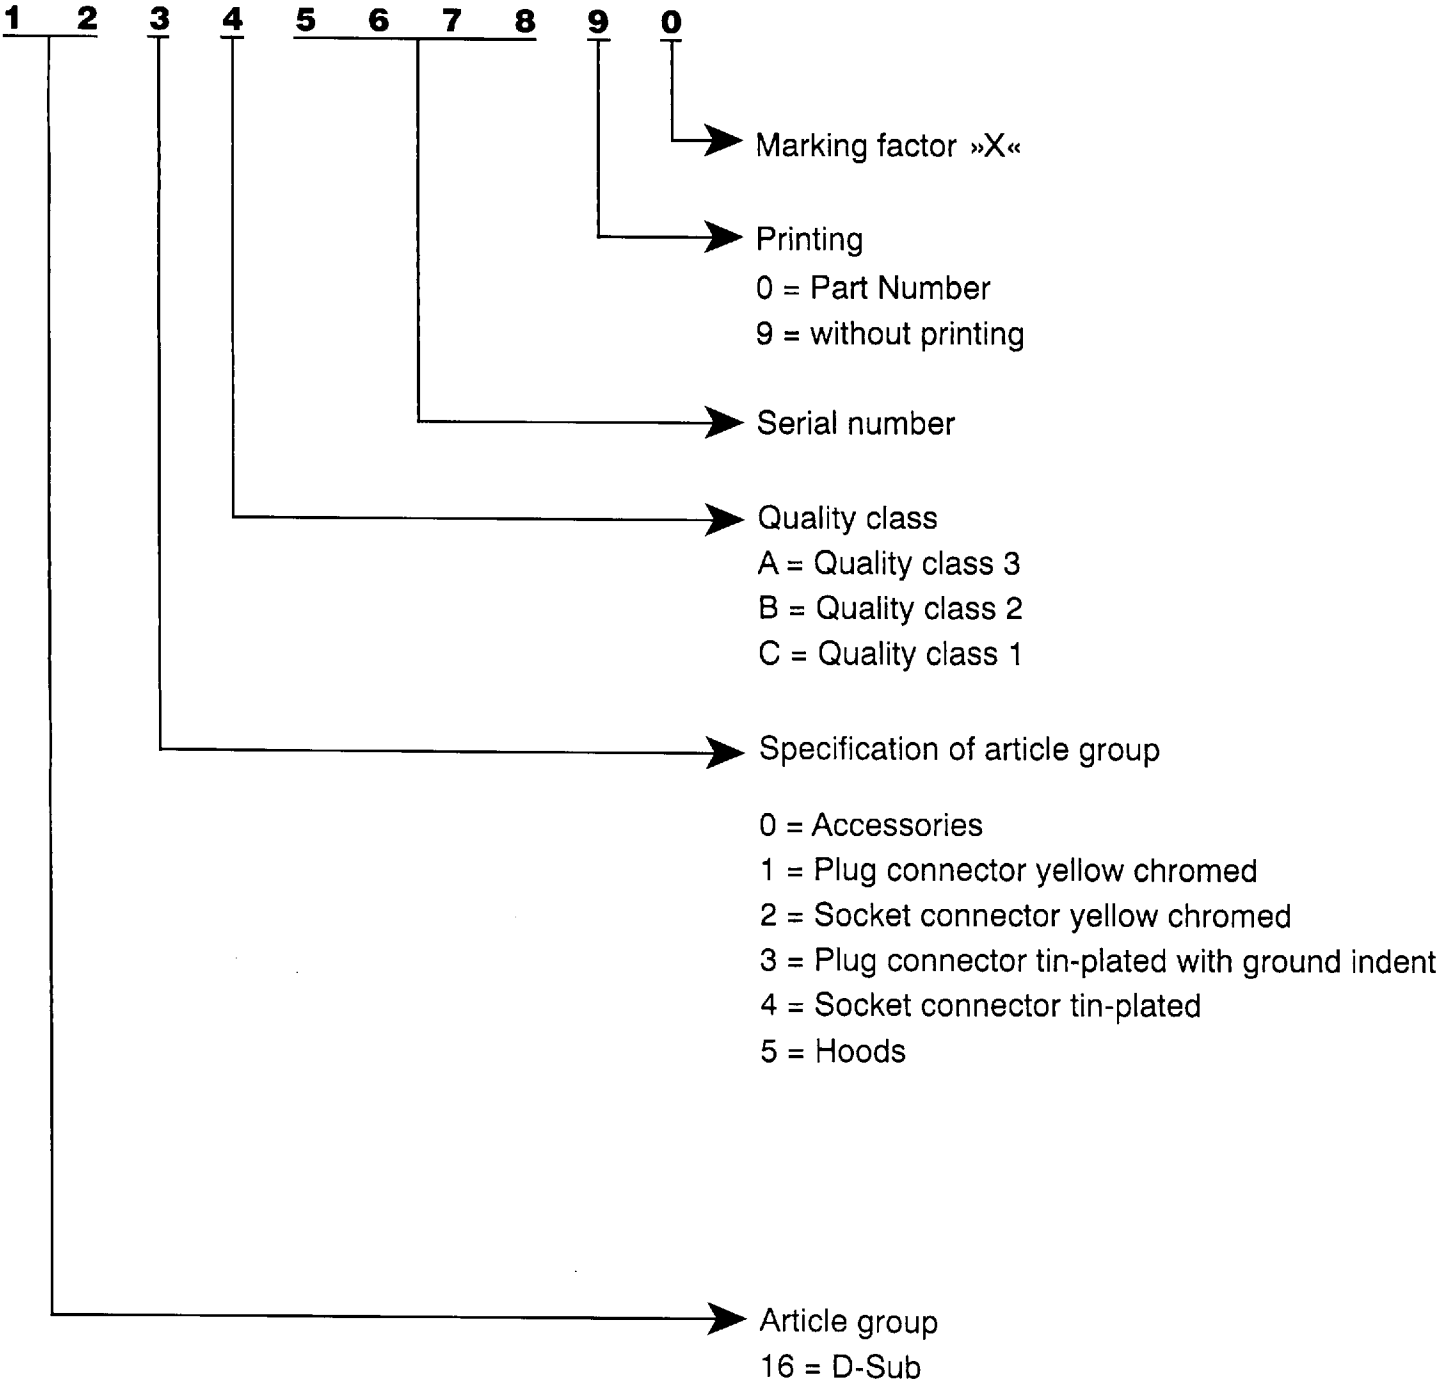 1 2 3 4 5 6 7 8 9 0
Marking factor »X«
Printing
0 = Part Number
9 = without printing
Serial number
Quality class
A = Quality class 3
B = Quality class 2
C = Quality class 1
Specification of article group
0 = Accessories
1 = Plug connector yellow chromed
2 = Socket connector yellow chromed
3 = Plug connector tin-plated with ground indent
4 = Socket connector tin-plated
5 = Hoods
Article group
16 = D-Sub